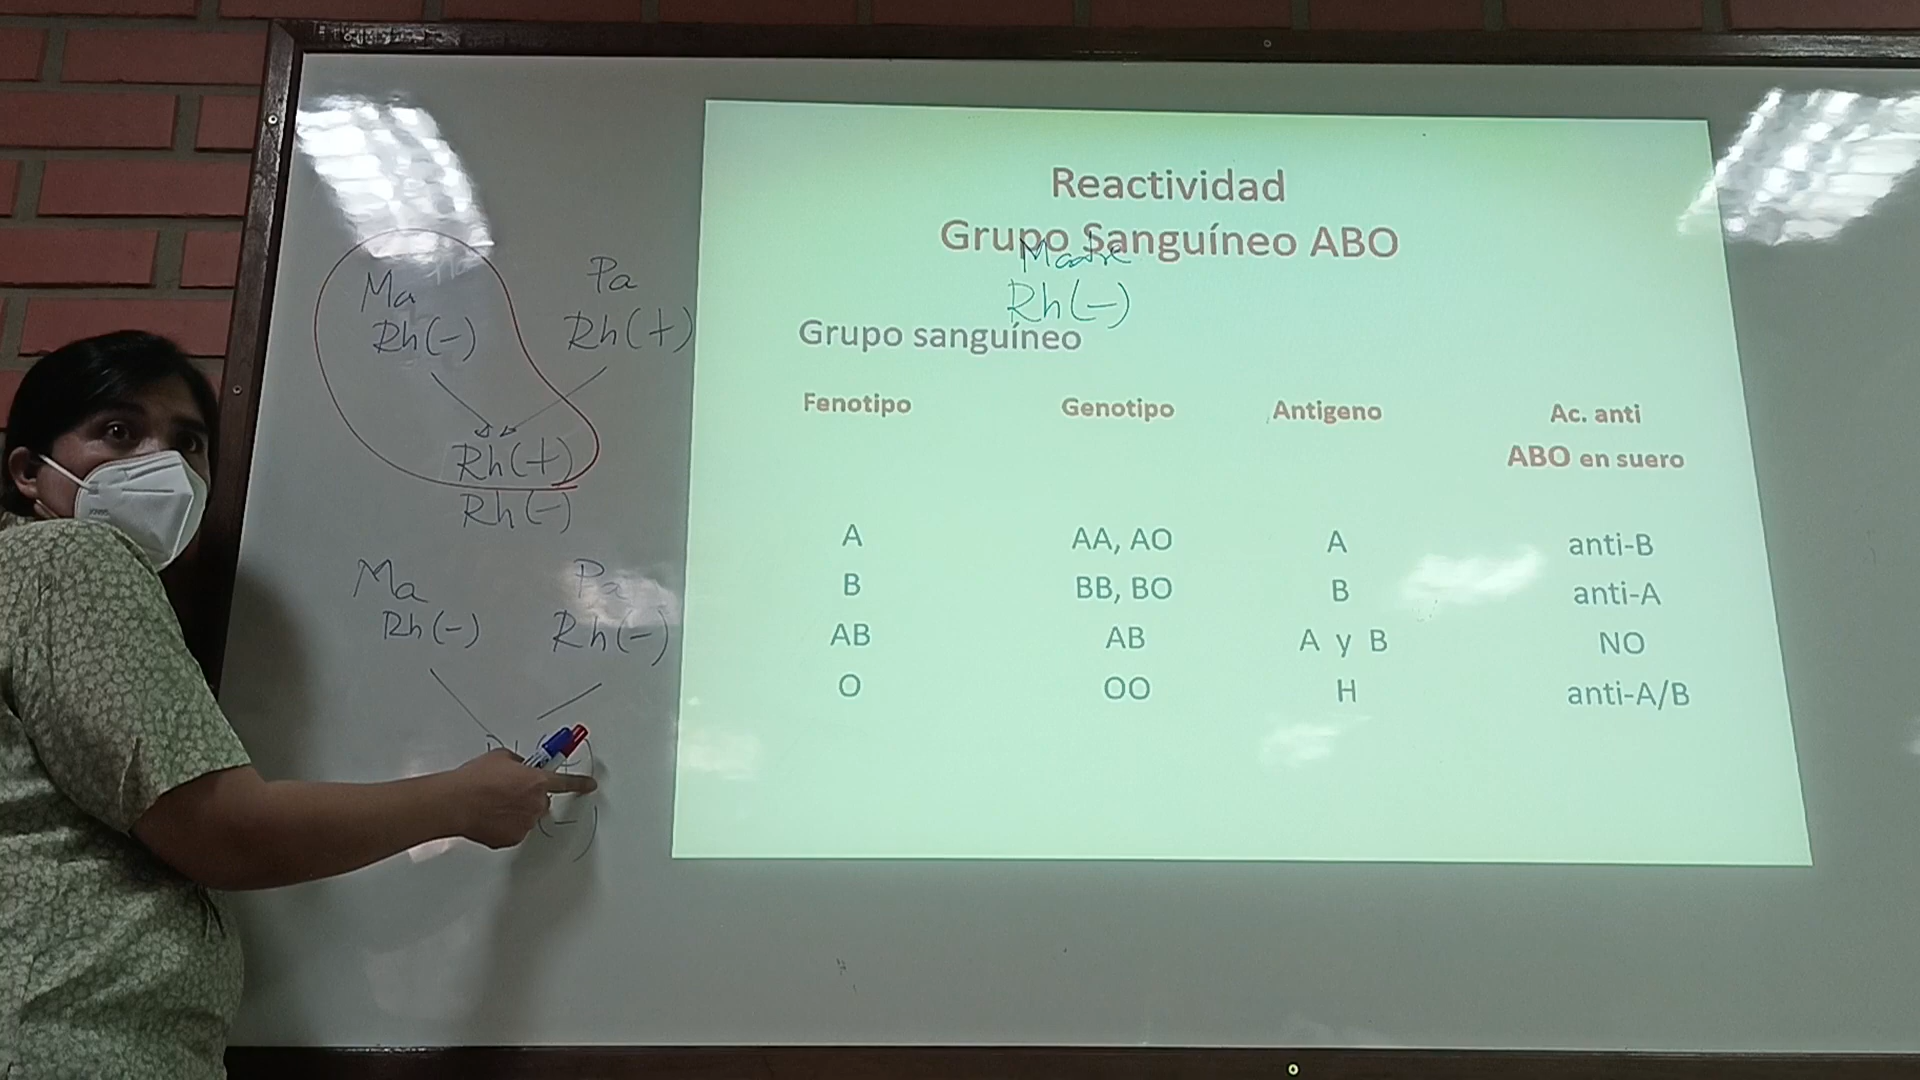 Reactividad
Grupo Sanguíneo ABO
Madre
Rh(-)
Grupo sanguíneo
Fenotipo Genotipo Antigeno Ac. anti
ABO en suero
A AA, AO A anti-B
B BB, BO B anti-A
AB AB A y B NO
O OO H anti-A/B
Ma Pa
Rh(-) Rh(+)
Rh(+)
Rh(-)
Ma Pa
Rh(-) Rh(-)
(-)